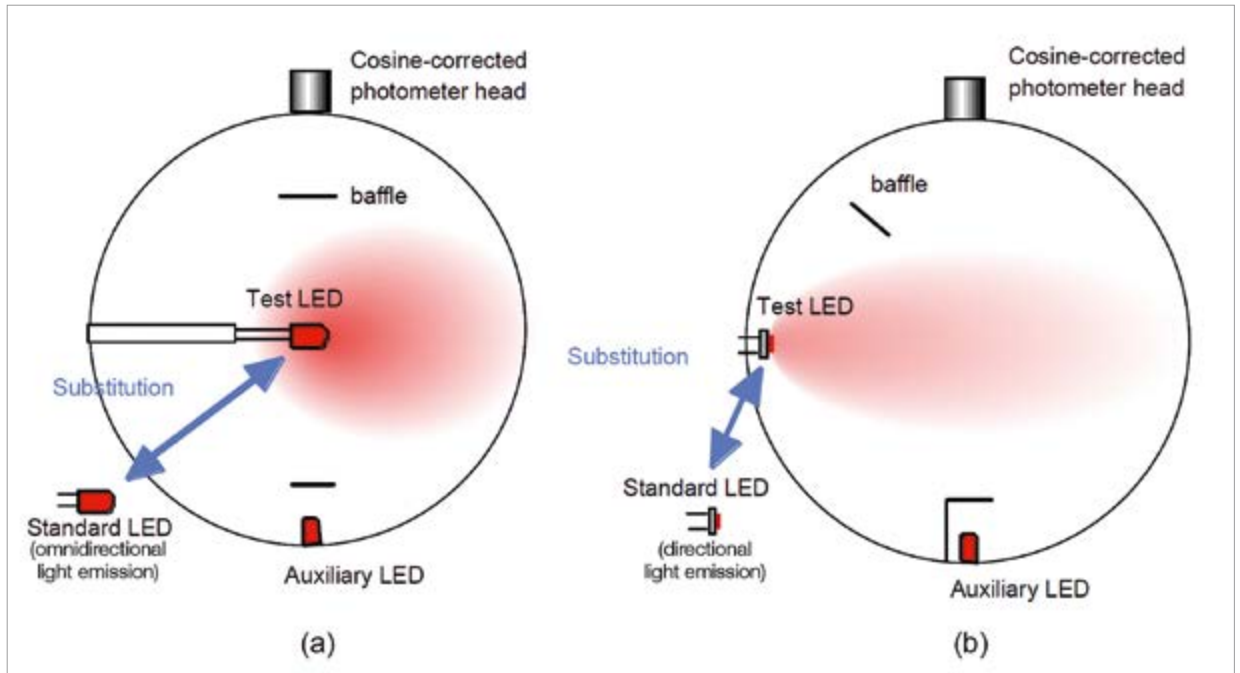 Cosine-corrected
photometer head
baffle
Test LED
Substitution
Standard LED
(omnidirectional
light emission)
Auxiliary LED
(a)
Cosine-corrected
photometer head
baffle
Test LED
Substitution
Standard LED
(directional
light emission)
Auxiliary LED
(b)